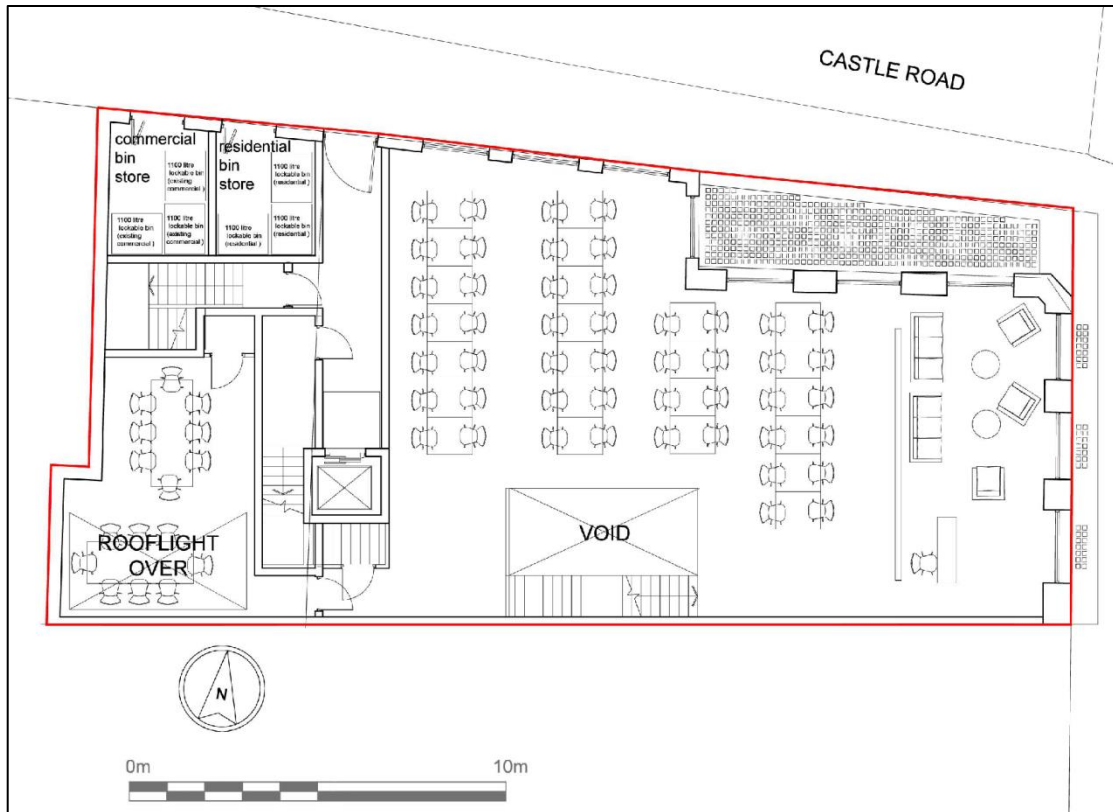 CASTLE ROAD
commercial
bin
store
1100 litre
lockable bin
(existing
commercial )
1100 litre
lockable bin
(existing
commercial )
1100 litre
lockable bin
(existing
commercial )
residential
bin
store
1100 litre
lockable bin
(residential )
1100 litre
lockable bin
(residential )
1100 litre
lockable bin
(residential )
ROOFLIGHT
OVER
VOID
N
0m
10m